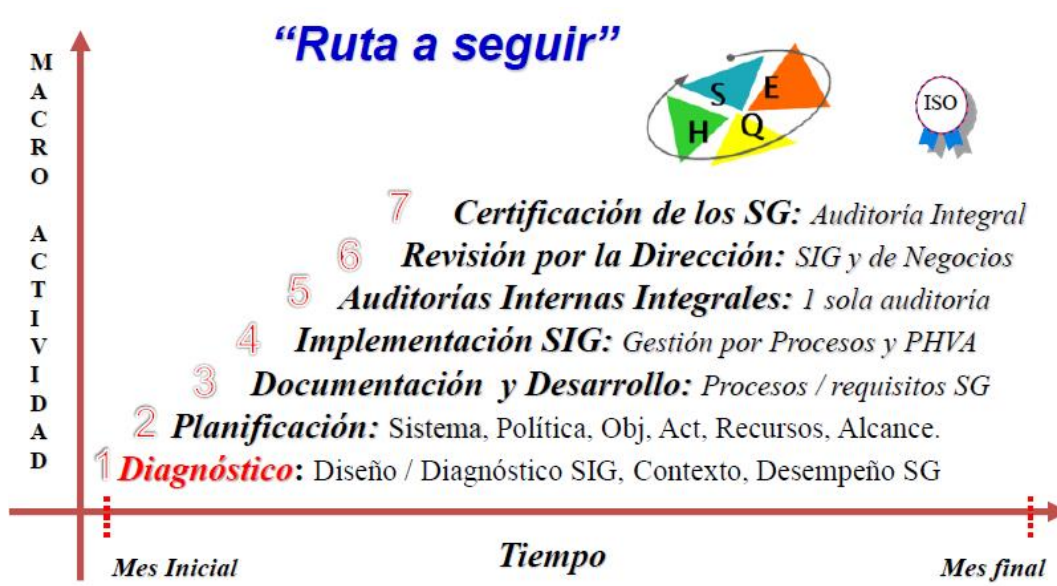 “Ruta a seguir”
MACRO ACTIVIDAD
S E
H Q
ISO
7 Certificación de los SG: Auditoría Integral
6 Revisión por la Dirección: SIG y de Negocios
5 Auditorías Internas Integrales: 1 sola auditoría
4 Implementación SIG: Gestión por Procesos y PHVA
3 Documentación y Desarrollo: Procesos / requisitos SG
2 Planificación: Sistema, Política, Obj, Act, Recursos, Alcance.
1 Diagnóstico: Diseño / Diagnóstico SIG, Contexto, Desempeño SG
Mes Inicial Tiempo Mes final